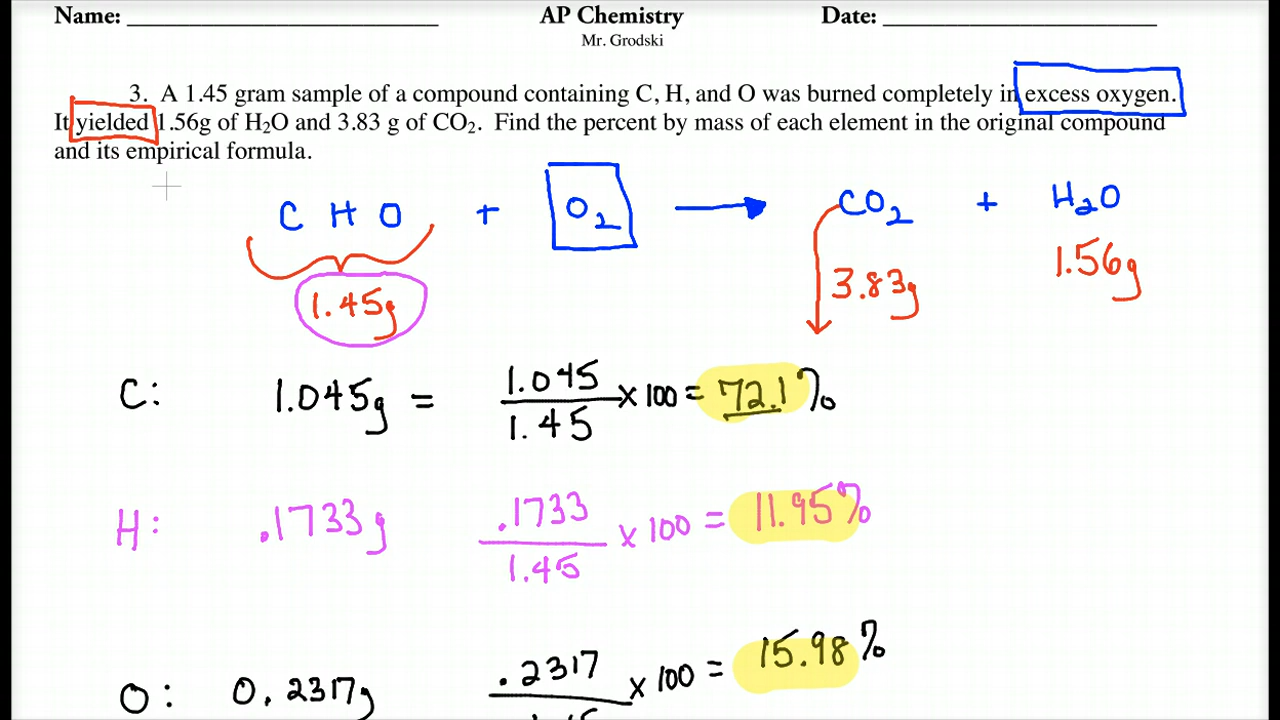 Name: ________________________ AP Chemistry Date: _____________________
Mr. Grodski
3. A 1.45 gram sample of a compound containing C, H, and O was burned completely in excess oxygen.
It yielded 1.56g of H₂O and 3.83 g of CO₂. Find the percent by mass of each element in the original compound
and its empirical formula.
C H O + O₂ → CO₂ + H₂O
1.45g 3.83g 1.56g
C: 1.045g = 1.045/1.45 x 100 = 72.1%
H: .1733g .1733/1.45 x 100 = 11.95%
O: 0.2317g .2317/1.45 x 100 = 15.98%